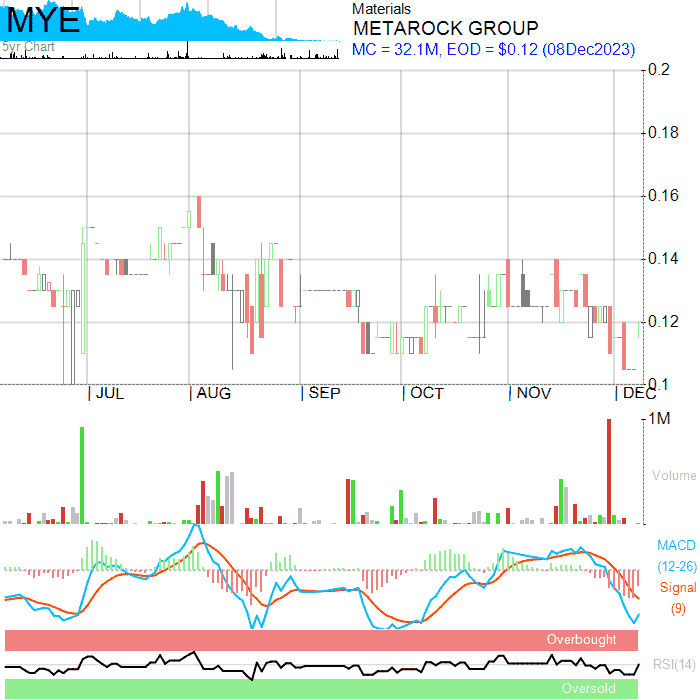 MYE
5yr Chart
Materials
METAROCK GROUP
MC = 32.1M, EOD = $0.12 (08Dec2023)
0.2
0.18
0.16
0.14
0.12
0.1
JUL AUG SEP OCT NOV DEC
1M
Volume
MACD
(12-26)
Signal
(9)
Overbought
RSI(14)
Oversold